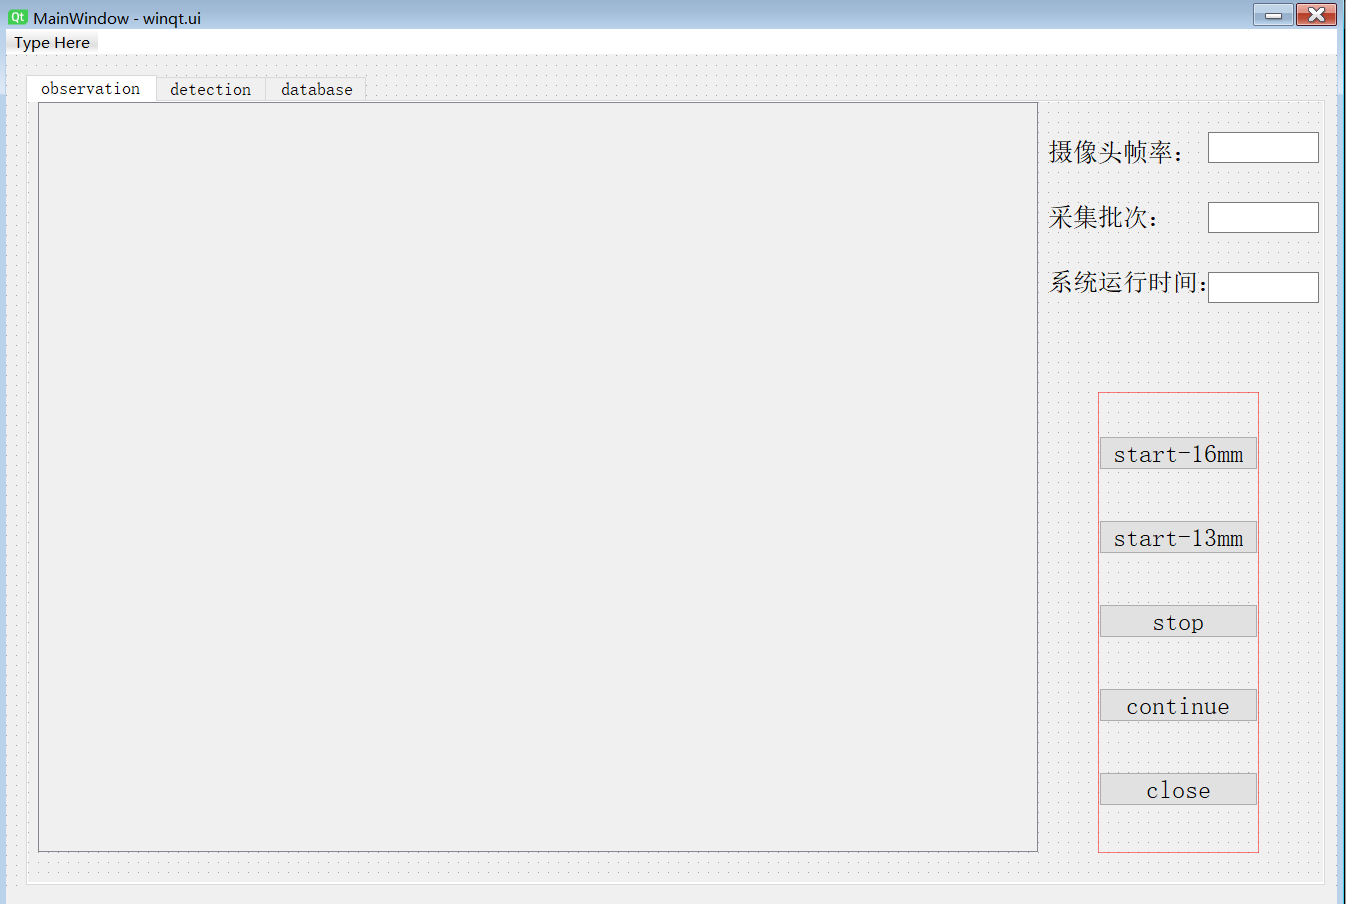 Qt MainWindow - winqt.ui
Type Here
observation detection database
摄像头帧率：
采集批次：
系统运行时间：
start-16mm
start-13mm
stop
continue
close